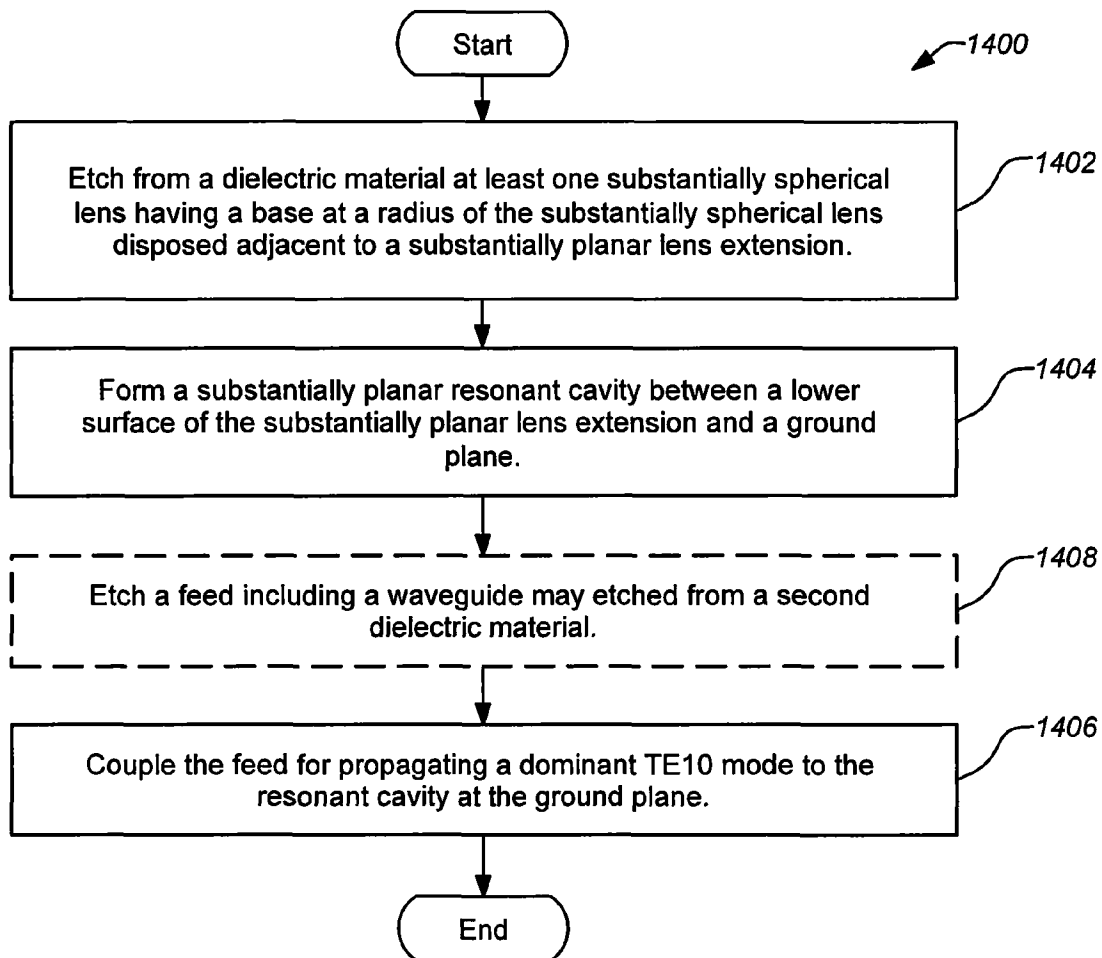 Start
1400
Etch from a dielectric material at least one substantially spherical
lens having a base at a radius of the substantially spherical lens
disposed adjacent to a substantially planar lens extension.
1402
Form a substantially planar resonant cavity between a lower
surface of the substantially planar lens extension and a ground
plane.
1404
Etch a feed including a waveguide may etched from a second
dielectric material.
1408
Couple the feed for propagating a dominant TE10 mode to the
resonant cavity at the ground plane.
1406
End